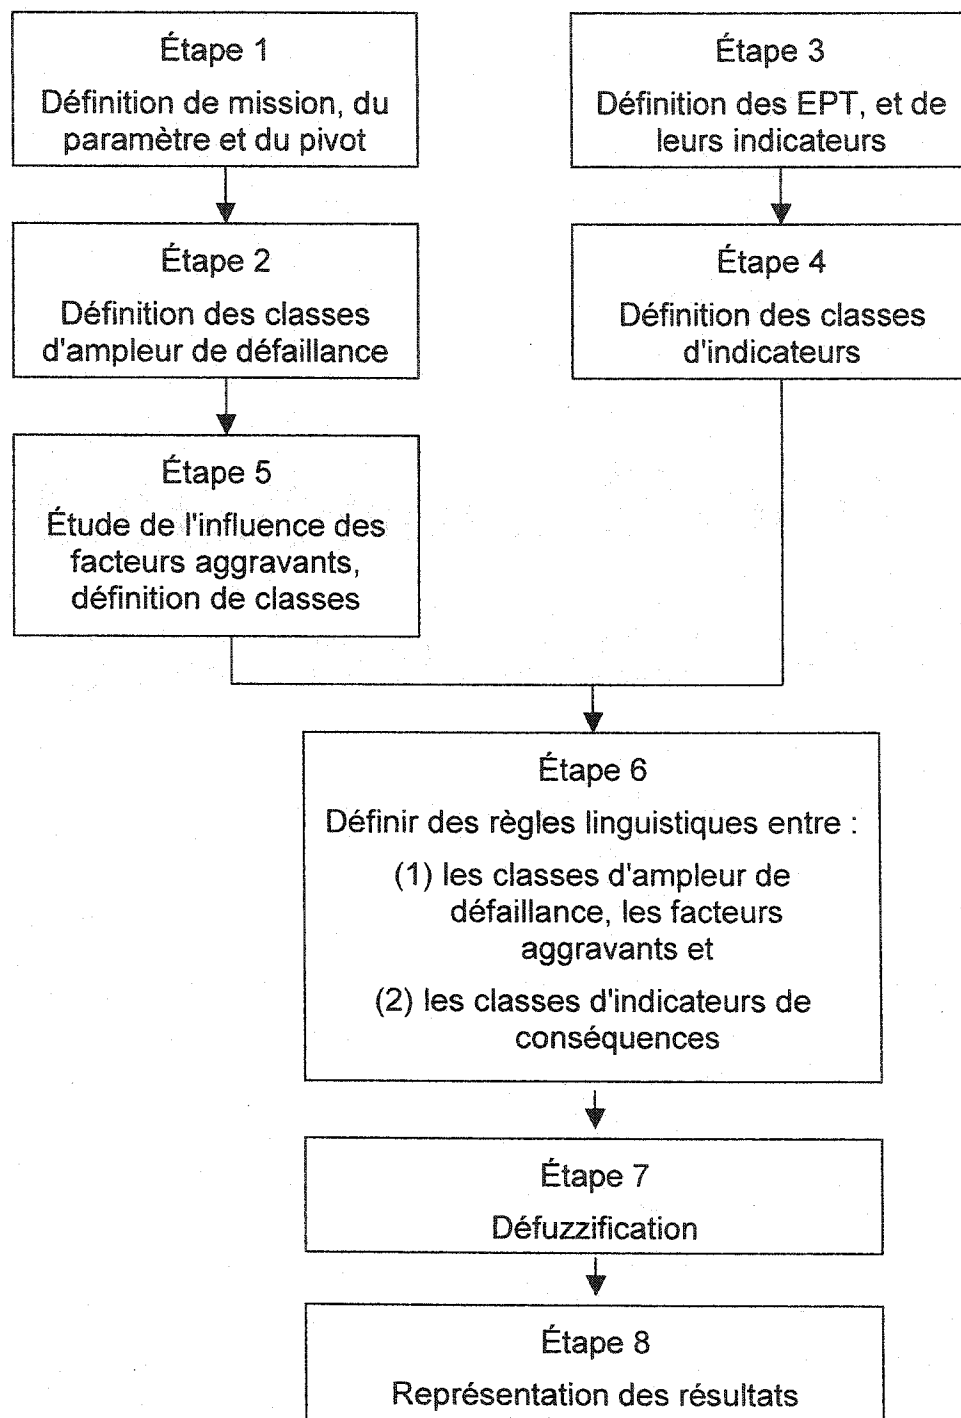 Étape 1
Définition de mission, du
paramètre et du pivot
Étape 3
Définition des EPT, et de
leurs indicateurs
Étape 2
Définition des classes
d'ampleur de défaillance
Étape 4
Définition des classes
d'indicateurs
Étape 5
Étude de l'influence des
facteurs aggravants,
définition de classes
Étape 6
Définir des règles linguistiques entre :
(1) les classes d'ampleur de
défaillance, les facteurs
aggravants et
(2) les classes d'indicateurs de
conséquences
Étape 7
Défuzzification
Étape 8
Représentation des résultats